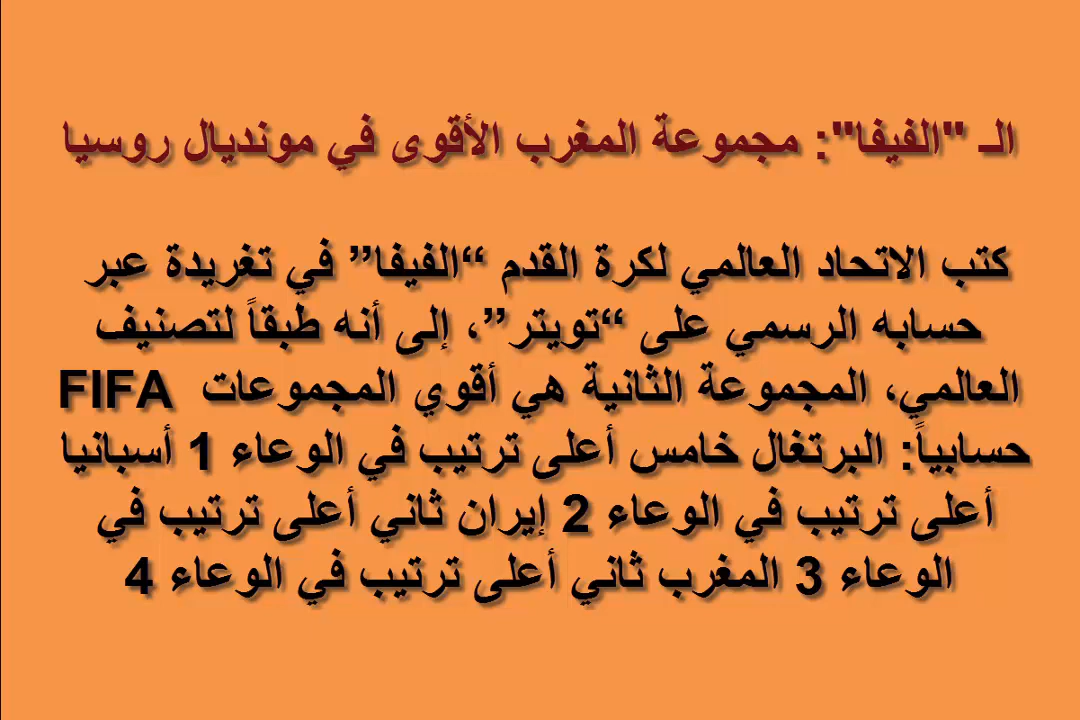 الـ "الفيفا": مجموعة المغرب الأقوى في مونديال روسيا
كتب الاتحاد العالمي لكرة القدم “الفيفا” في تغريدة عبر
حسابه الرسمي على “تويتر”، إلى أنه طبقاً لتصنيف
FIFA العالمي، المجموعة الثانية هي أقوي المجموعات
حسابياً: البرتغال خامس أعلى ترتيب في الوعاء 1 أسبانيا
أعلى ترتيب في الوعاء 2 إيران ثاني أعلى ترتيب في
الوعاء 3 المغرب ثاني أعلى ترتيب في الوعاء 4